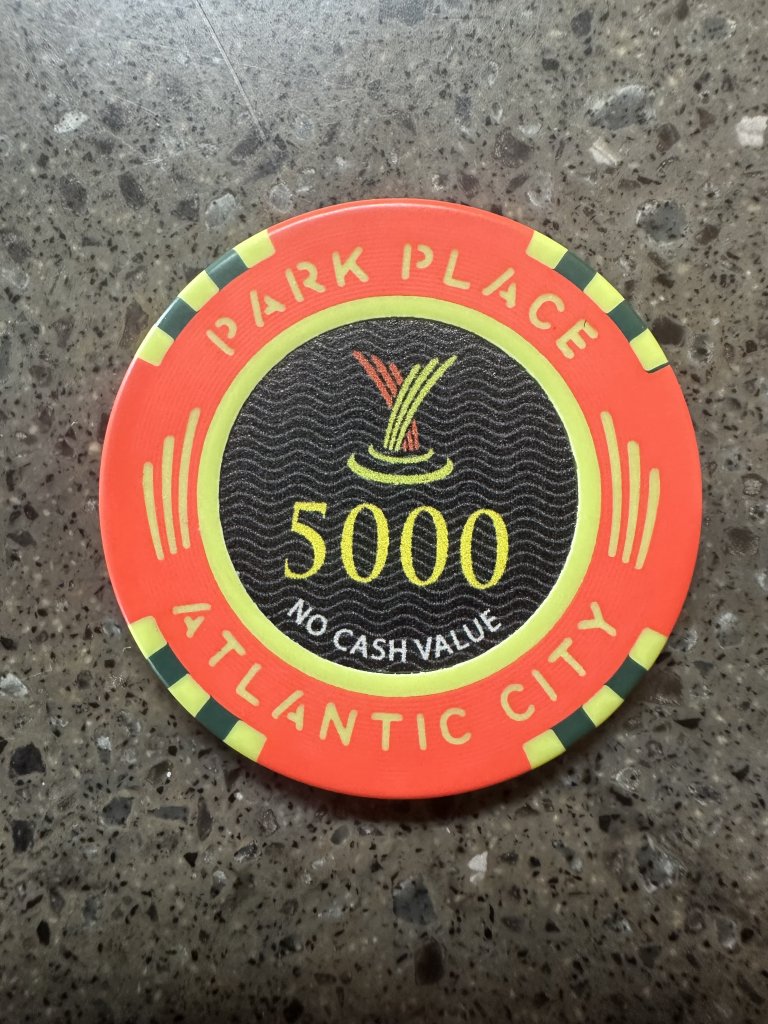 PARK PLACE
5000
NO CASH VALUE
ATLANTIC CITY